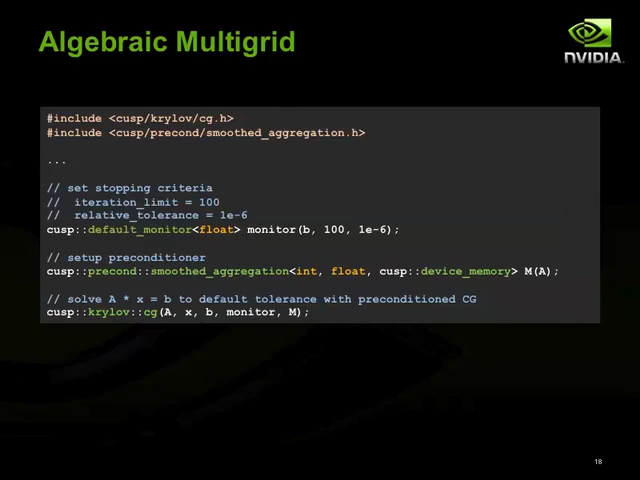 Algebraic Multigrid
NVIDIA
#include <cusp/krylov/cg.h>
#include <cusp/precond/smoothed_aggregation.h>
...
// set stopping criteria
//  iteration_limit = 100
//  relative_tolerance = 1e-6
cusp::default_monitor<float> monitor(b, 100, 1e-6);
// setup preconditioner
cusp::precond::smoothed_aggregation<int, float, cusp::device_memory> M(A);
// solve A * x = b to default tolerance with preconditioned CG
cusp::krylov::cg(A, x, b, monitor, M);
18